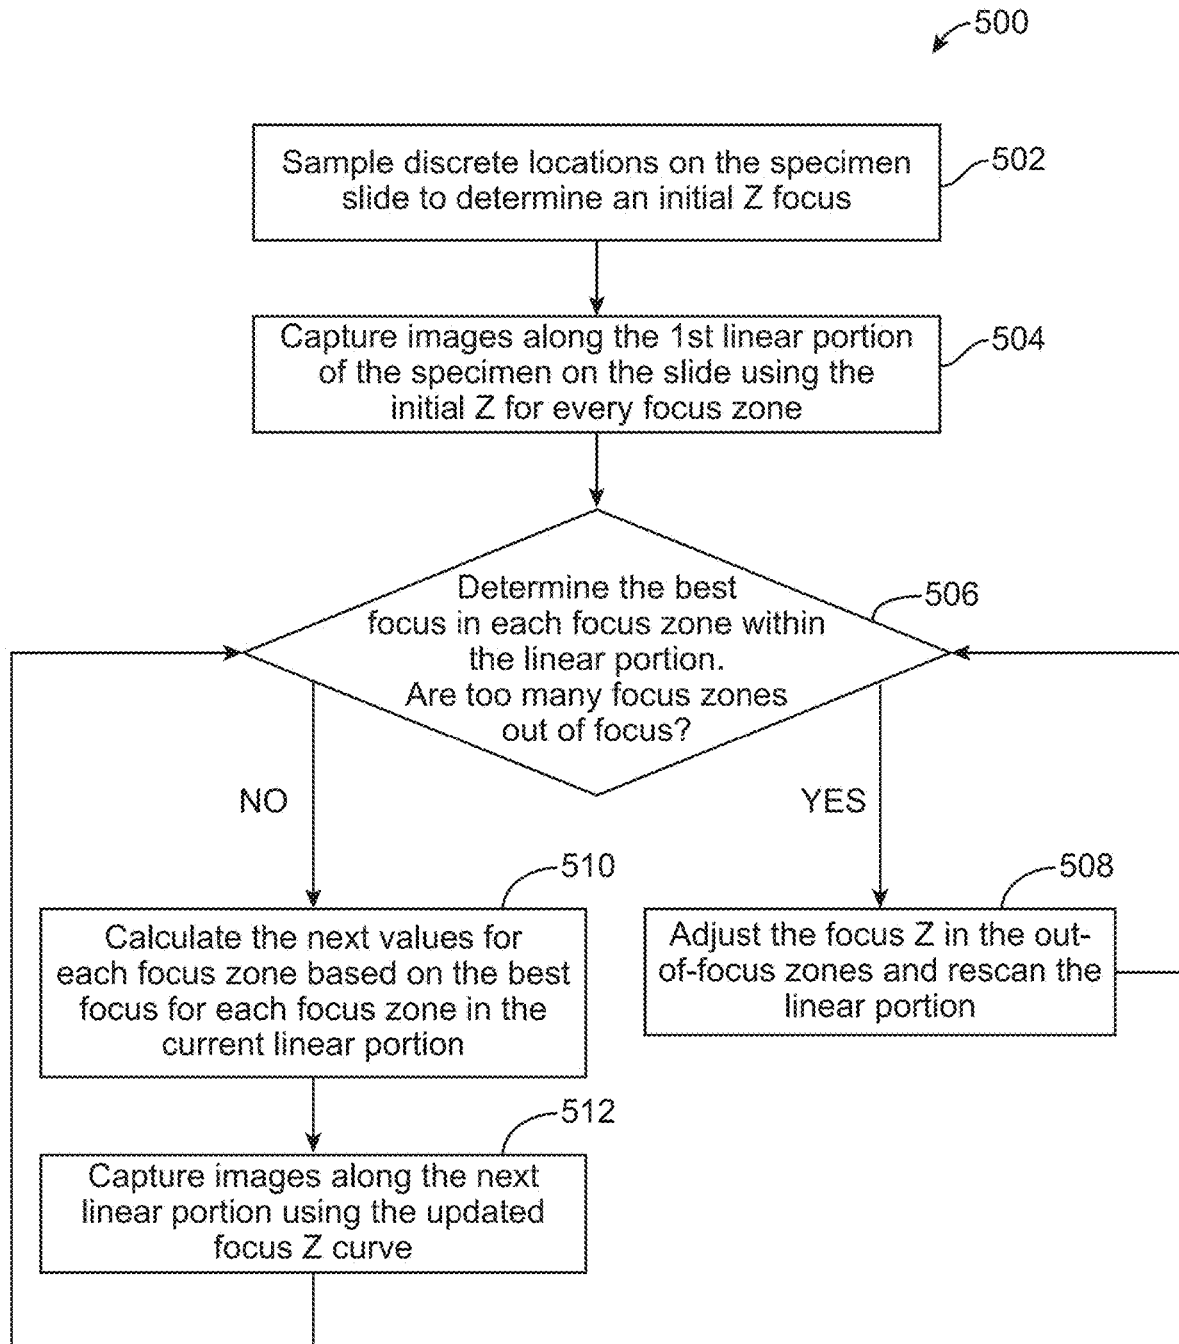 500
Sample discrete locations on the specimen
slide to determine an initial Z focus
502
Capture images along the 1st linear portion
of the specimen on the slide using the
initial Z for every focus zone
504
Determine the best
focus in each focus zone within
the linear portion.
Are too many focus zones
out of focus?
506
NO
YES
510
Calculate the next values for
each focus zone based on the best
focus for each focus zone in the
current linear portion
508
Adjust the focus Z in the out-
of-focus zones and rescan the
linear portion
512
Capture images along the next
linear portion using the updated
focus Z curve